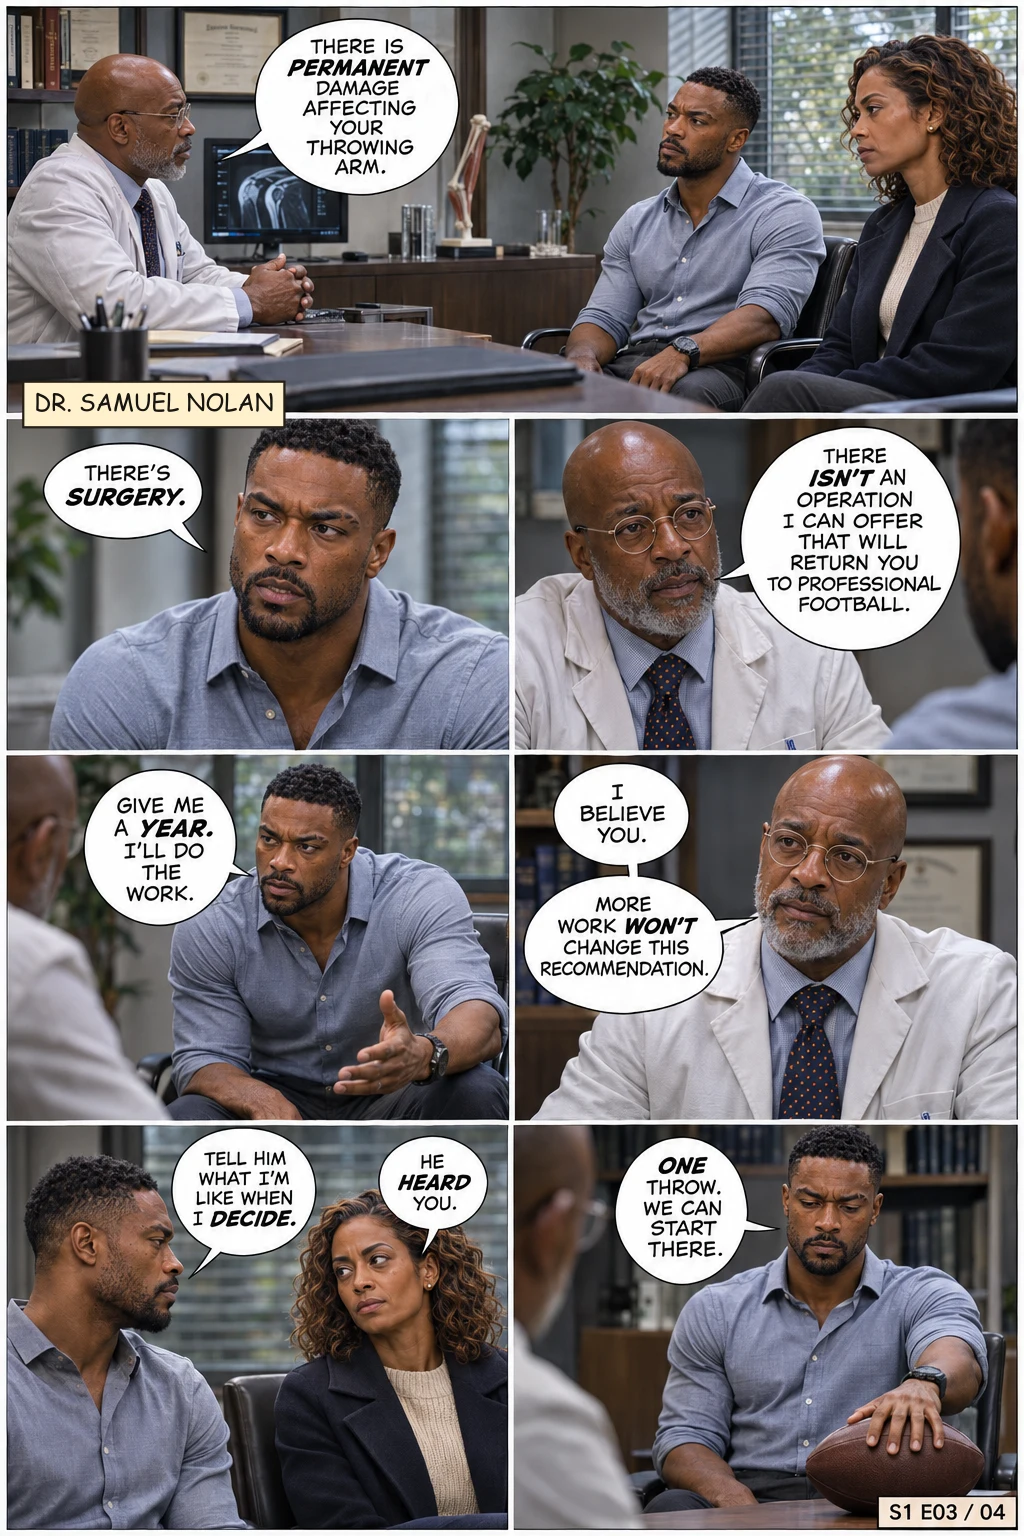 THERE IS
PERMANENT
DAMAGE
AFFECTING
YOUR
THROWING
ARM.
DR. SAMUEL NOLAN
THERE'S
SURGERY.
THERE
ISN'T AN
OPERATION
I CAN OFFER
THAT WILL
RETURN YOU
TO PROFESSIONAL
FOOTBALL.
GIVE ME
A YEAR.
I'LL DO
THE
WORK.
I
BELIEVE
YOU.
MORE
WORK WON'T
CHANGE THIS
RECOMMENDATION.
TELL HIM
WHAT I'M
LIKE WHEN
I DECIDE.
HE
HEARD
YOU.
ONE
THROW.
WE CAN
START
THERE.
S1 E03 / 04